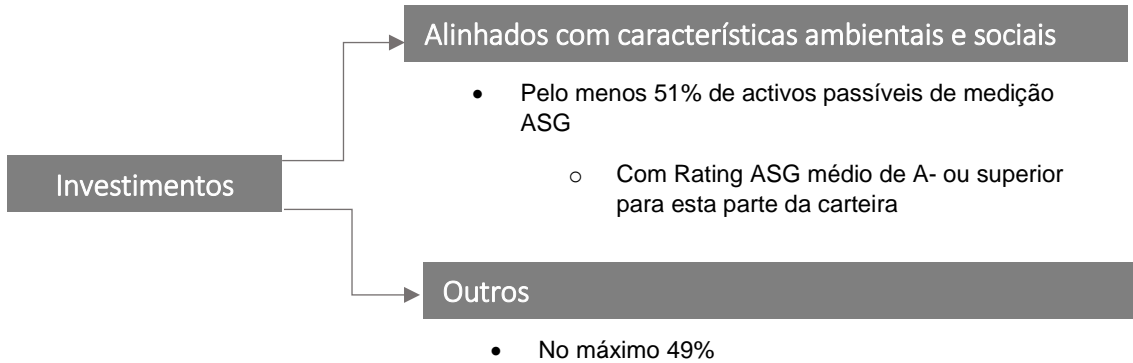 Alinhados com características ambientais e sociais
• Pelo menos 51% de activos passíveis de medição
ASG
o Com Rating ASG médio de A- ou superior
para esta parte da carteira
Investimentos
Outros
• No máximo 49%